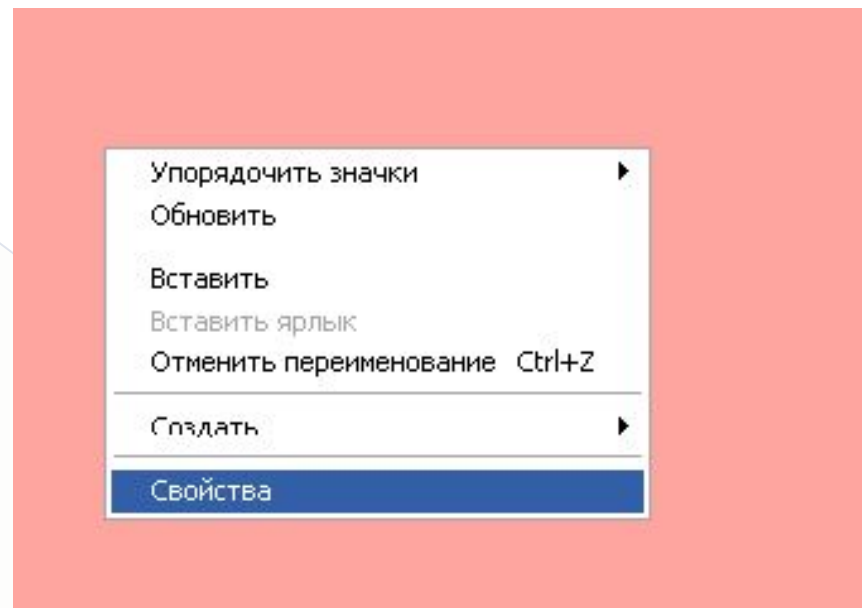 Упорядочить значки
Обновить
Вставить
Вставить ярлык
Отменить переименование Ctrl+Z
Создать
Свойства